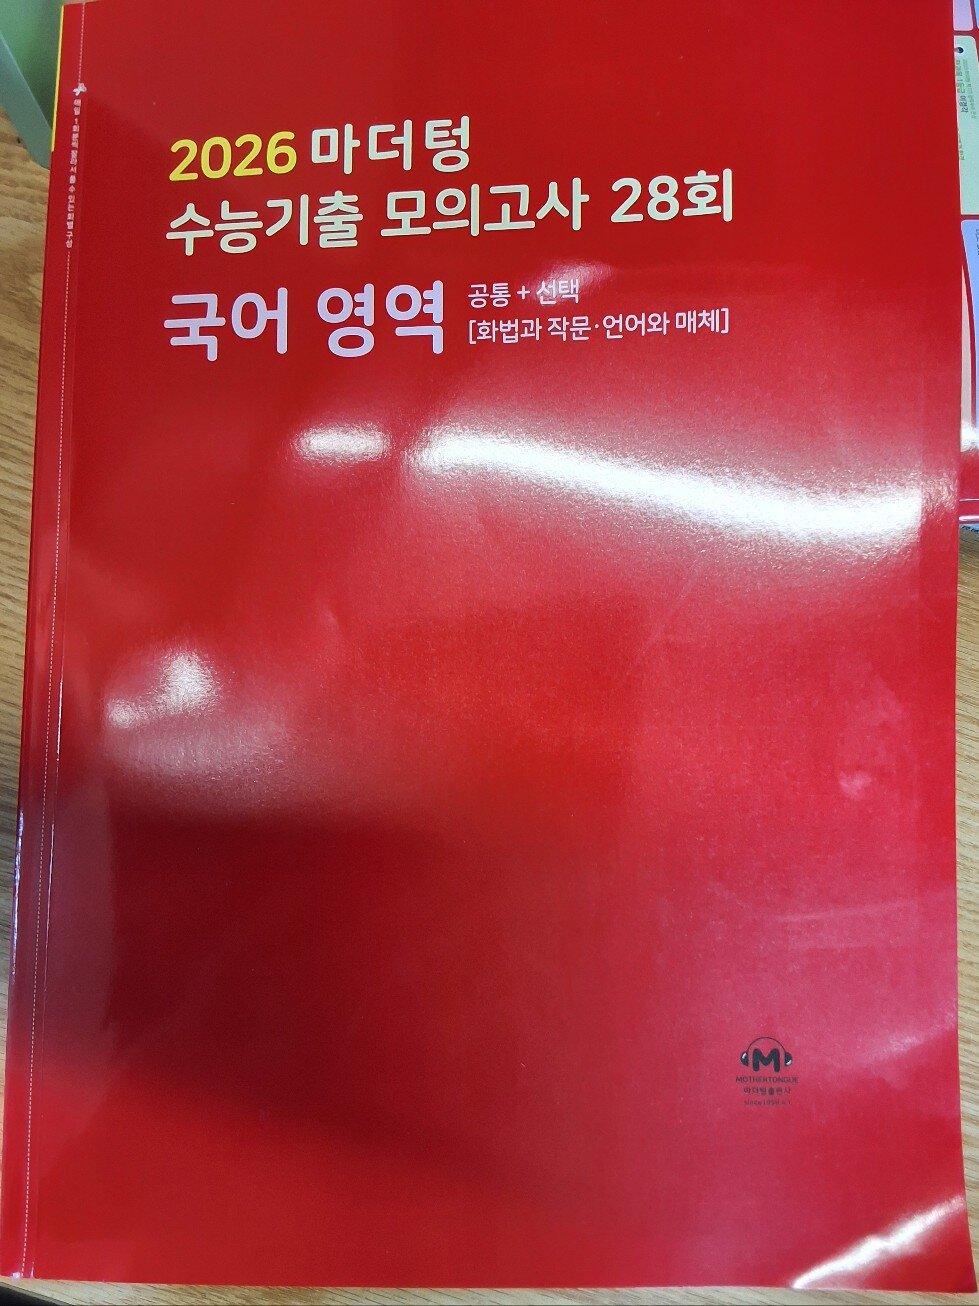 2026 마더텅
수능기출 모의고사 28회
국어 영역
공통 + 선택
[화법과 작문·언어와 매체]
M
MOTHERTONGUE
마더텅출판사